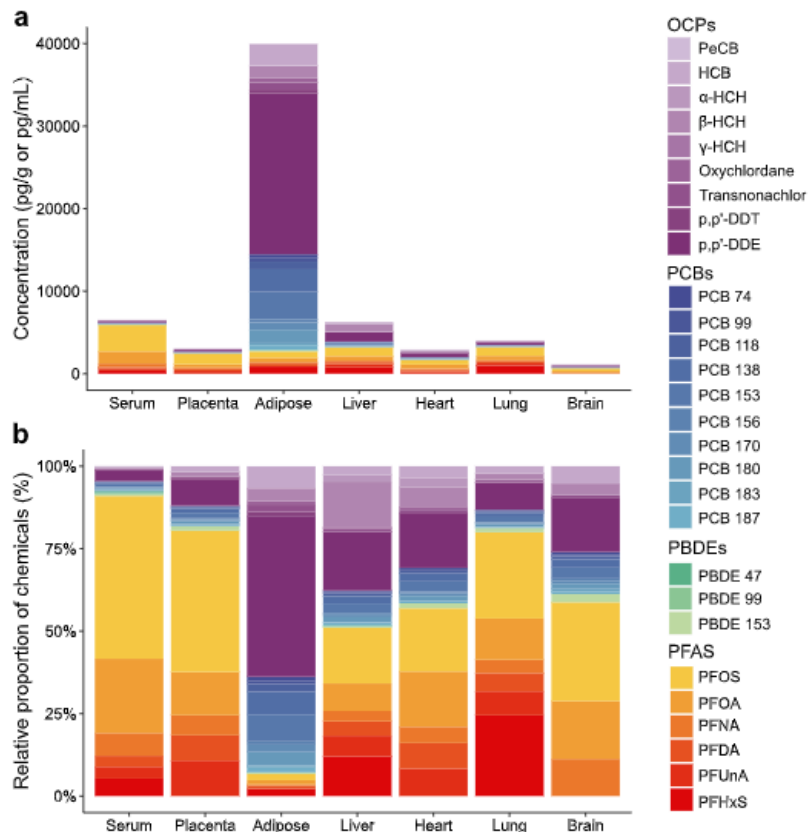 a
Concentration (pg/g or pg/mL)
40000
30000
20000
10000
0
Serum Placenta Adipose Liver Heart Lung Brain
b
Relative proportion of chemicals (%)
100%
75%
50%
25%
0%
Serum Placenta Adipose Liver Heart Lung Brain
OCPs
PeCB
HCB
α-HCH
β-HCH
γ-HCH
Oxychlordane
Transnonachlor
p,p'-DDT
p,p'-DDE
PCBs
PCB 74
PCB 99
PCB 118
PCB 138
PCB 153
PCB 156
PCB 170
PCB 180
PCB 183
PCB 187
PBDEs
PBDE 47
PBDE 99
PBDE 153
PFAS
PFOS
PFOA
PFNA
PFDA
PFUnA
PFHxS